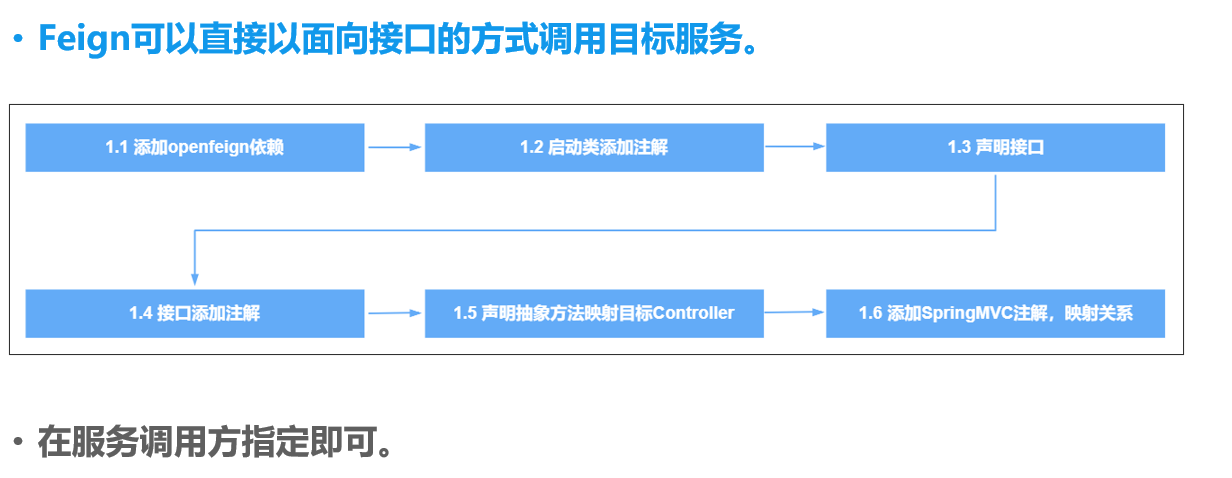 • Feign可以直接以面向接口的方式调用目标服务。
1.1 添加openfeign依赖
1.2 启动类添加注解
1.3 声明接口
1.4 接口添加注解
1.5 声明抽象方法映射目标Controller
1.6 添加SpringMVC注解，映射关系
• 在服务调用方指定即可。